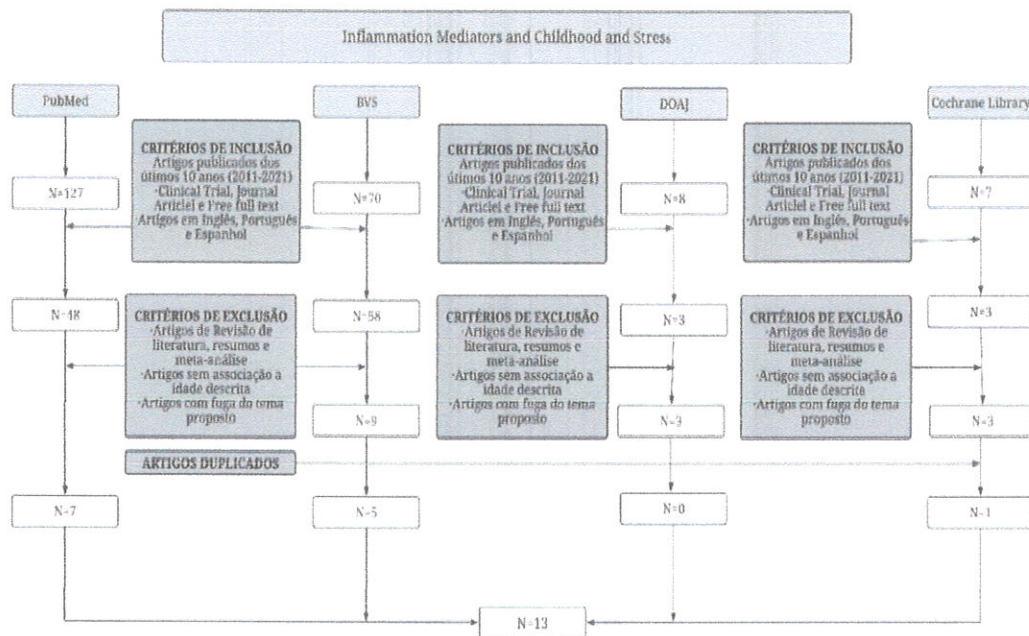 Inflammation Mediators and Childhood and Stress
PubMed
BVS
DOAJ
Cochrane Library
CRITÉRIOS DE INCLUSÃO
Artigos publicados dos
útimos 10 anos (2011-2021)
·Clinical Trial, Journal
Articlel e Free full text
·Artigos em Inglês, Português
e Espanhol
CRITÉRIOS DE INCLUSÃO
Artigos publicados dos
útimos 10 anos (2011-2021)
·Clinical Trial, Journal
Articlel e Free full text
·Artigos em Inglês, Português
e Espanhol
CRITÉRIOS DE INCLUSÃO
Artigos publicados dos
útimos 10 anos (2011-2021)
·Clinical Trial, Journal
Articlel e Free full text
·Artigos em Inglês, Português
e Espanhol
N=127
N=70
N=8
N=7
N=48
N=58
N=3
N=3
CRITÉRIOS DE EXCLUSÃO
·Artigos de Revisão de
literatura, resumos e
meta-análise
·Artigos sem associação a
idade descrita
·Artigos com fuga do tema
proposto
CRITÉRIOS DE EXCLUSÃO
·Artigos de Revisão de
literatura, resumos e
meta-análise
·Artigos sem associação a
idade descrita
·Artigos com fuga do tema
proposto
CRITÉRIOS DE EXCLUSÃO
·Artigos de Revisão de
literatura, resumos e
meta-análise
·Artigos sem associação a
idade descrita
·Artigos com fuga do tema
proposto
N=9
N=3
N=3
ARTIGOS DUPLICADOS
N=7
N=5
N=0
N=1
N=13